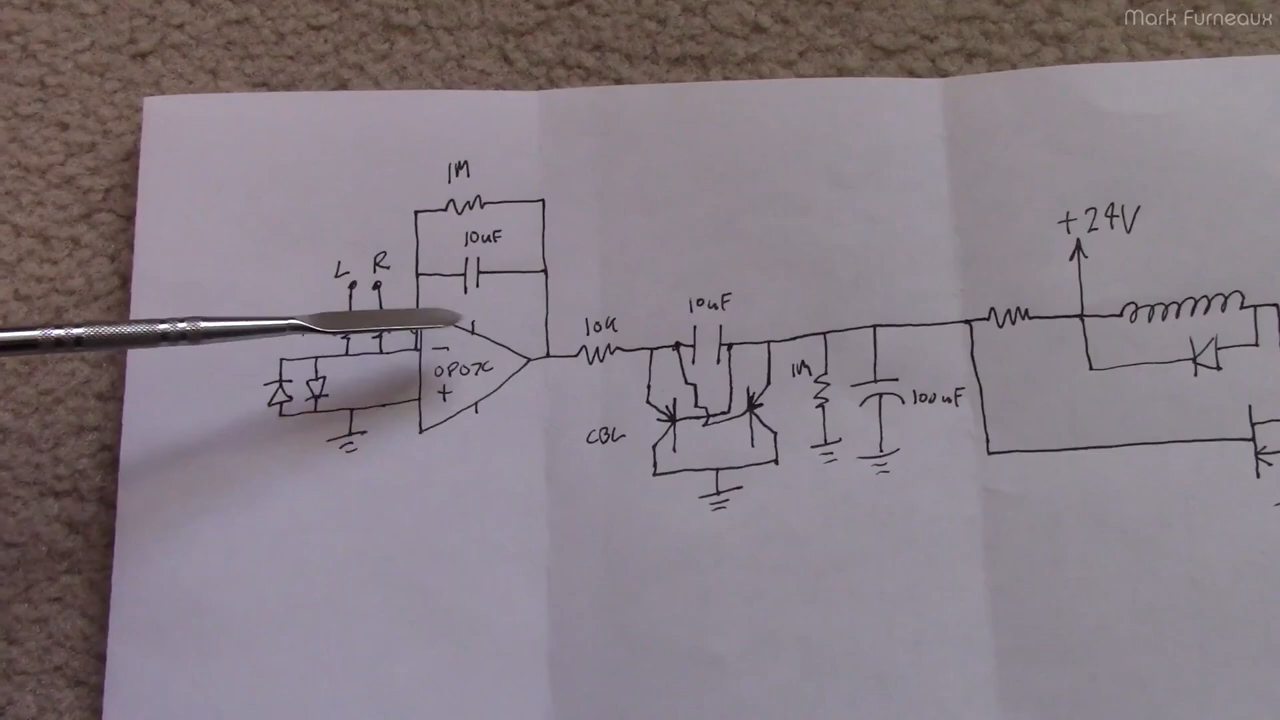 Mark Furneaux
1M
10uF
L R
-
OP07C
+
10K
10uF
CBL
1M
100uF
+24V